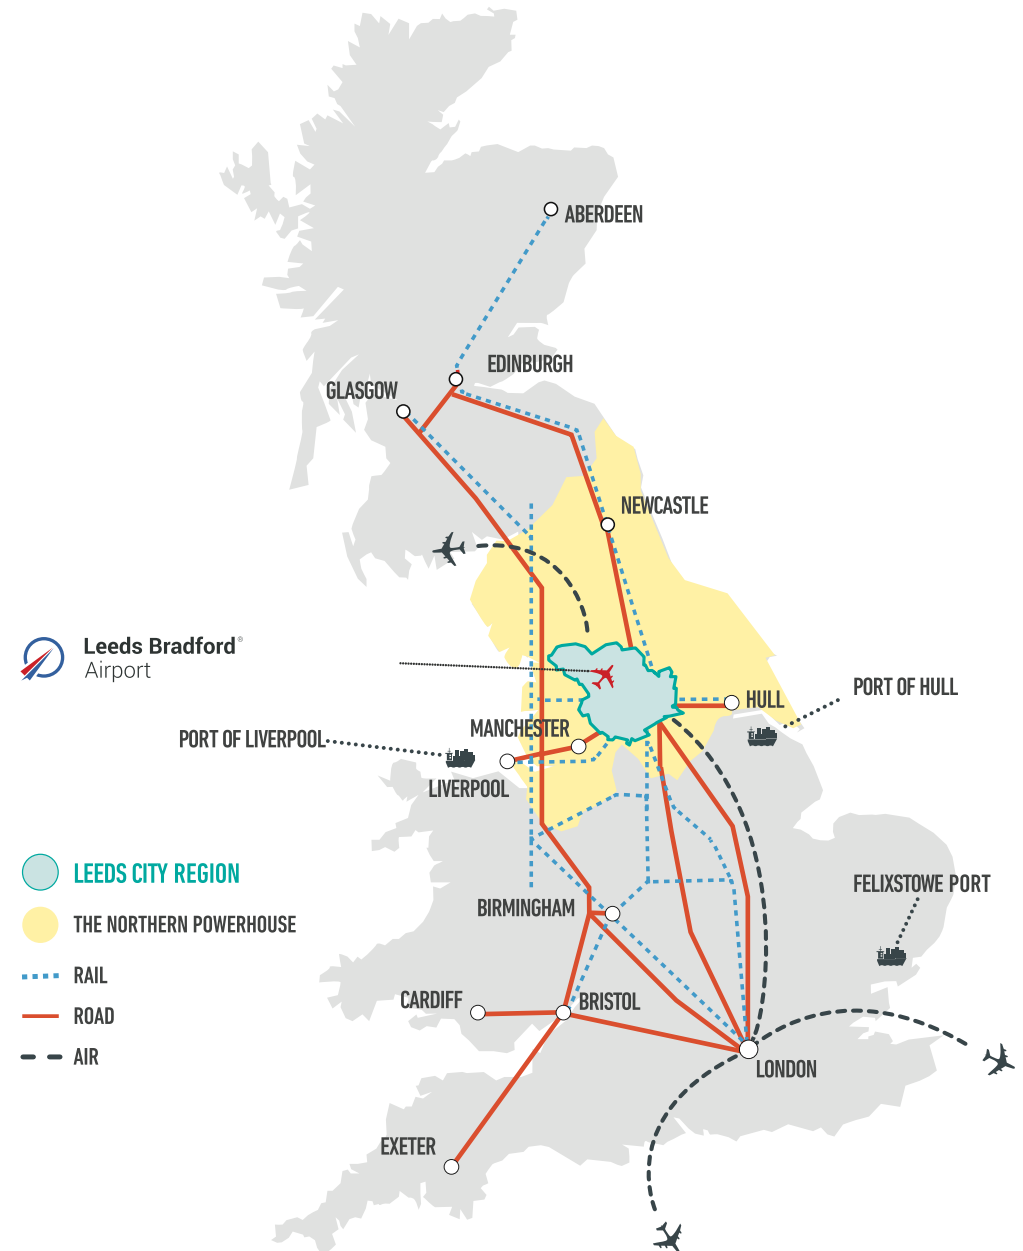 ABERDEEN
EDINBURGH
GLASGOW
NEWCASTLE
Leeds Bradford®
Airport
HULL
PORT OF HULL
MANCHESTER
PORT OF LIVERPOOL
LIVERPOOL
LEEDS CITY REGION
THE NORTHERN POWERHOUSE
RAIL
ROAD
AIR
FELIXSTOWE PORT
BIRMINGHAM
CARDIFF
BRISTOL
LONDON
EXETER